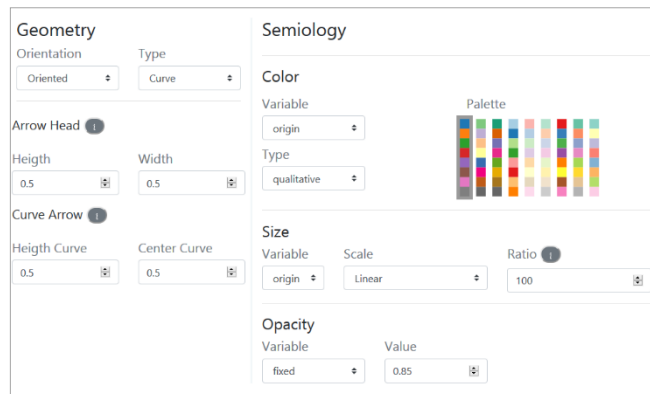 Geometry
Orientation Type
Oriented Curve
Arrow Head i
Heigth Width
0.5 0.5
Curve Arrow i
Heigth Curve Center Curve
0.5 0.5
Semiology
Color
Variable Palette
origin
Type
qualitative
Size
Variable Scale Ratio i
origin Linear 100
Opacity
Variable Value
fixed 0.85